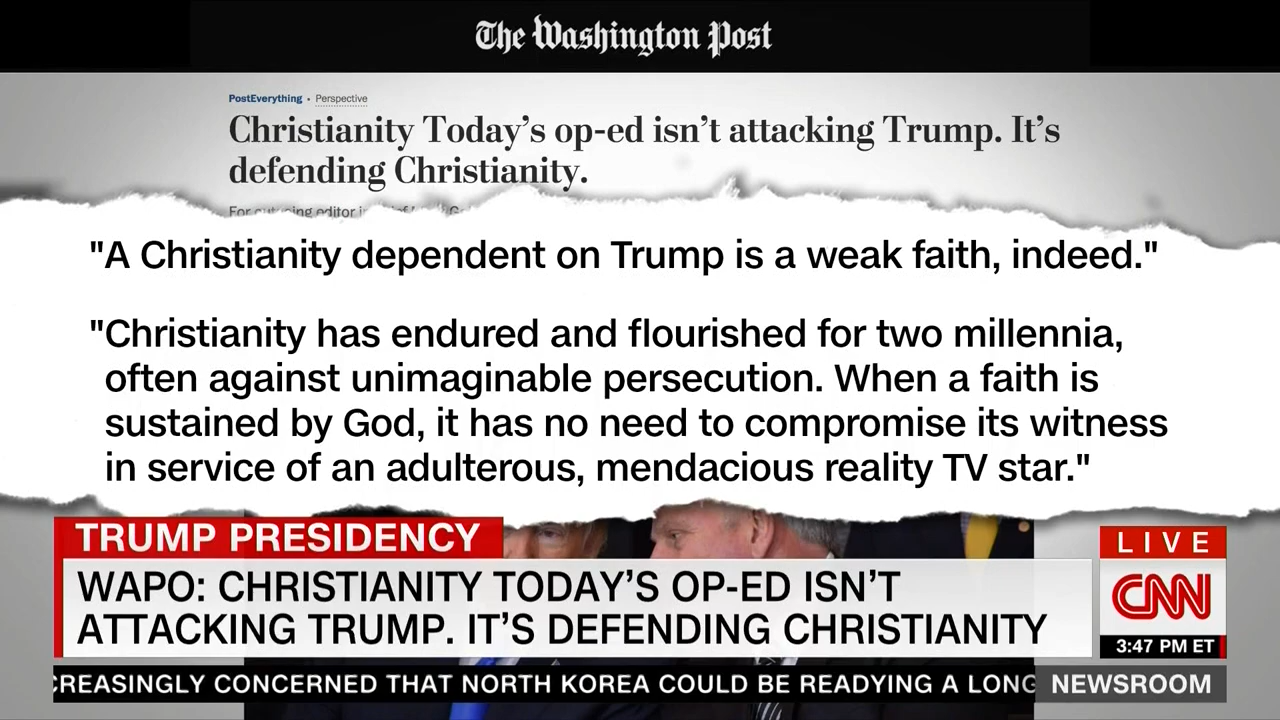 The Washington Post
PostEverything • Perspective
Christianity Today's op-ed isn't attacking Trump. It's
defending Christianity.
For editor
"A Christianity dependent on Trump is a weak faith, indeed."
"Christianity has endured and flourished for two millennia,
often against unimaginable persecution. When a faith is
sustained by God, it has no need to compromise its witness
in service of an adulterous, mendacious reality TV star."
TRUMP PRESIDENCY
WAPO: CHRISTIANITY TODAY'S OP-ED ISN'T
ATTACKING TRUMP. IT'S DEFENDING CHRISTIANITY
LIVE
CNN
3:47 PM ET
CREASINGLY CONCERNED THAT NORTH KOREA COULD BE READYING A LONG
NEWSROOM